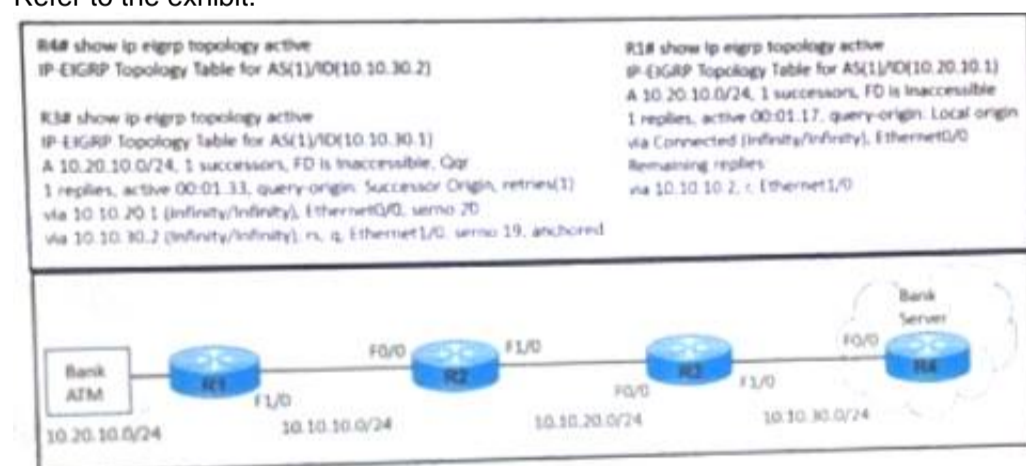 Refer to the exhibit.
R4# show ip eigrp topology active
IP-EIGRP Topology Table for AS(1)/ID(10.10.30.2)
R3# show ip eigrp topology active
IP-EIGRP Topology Table for AS(1)/ID(10.10.30.1)
A 10.20.10.0/24, 1 successors, FD is Inaccessible, Qqr
1 replies, active 00:01.33, query-origin: Successor Origin, retries(1)
via 10.10.20.1 (Infinity/Infinity), Ethernet0/0, serno 20
via 10.10.30.2 (Infinity/Infinity), rs, q, Ethernet1/0, serno 19, anchored
R1# show ip eigrp topology active
IP-EIGRP Topology Table for AS(1)/ID(10.20.10.1)
A 10.20.10.0/24, 1 successors, FD is Inaccessible
1 replies, active 00:01.17, query-origin: Local origin
via Connected (Infinity/Infinity), Ethernet0/0
Remaining replies
via 10.10.10.2, r, Ethernet1/0
Bank
ATM
10.20.10.0/24
R1
F1/0
10.10.10.0/24
F0/0
R2
F1/0
10.10.20.0/24
F0/0
R2
F1/0
10.10.30.0/24
F0/0
R4
Bank
Server